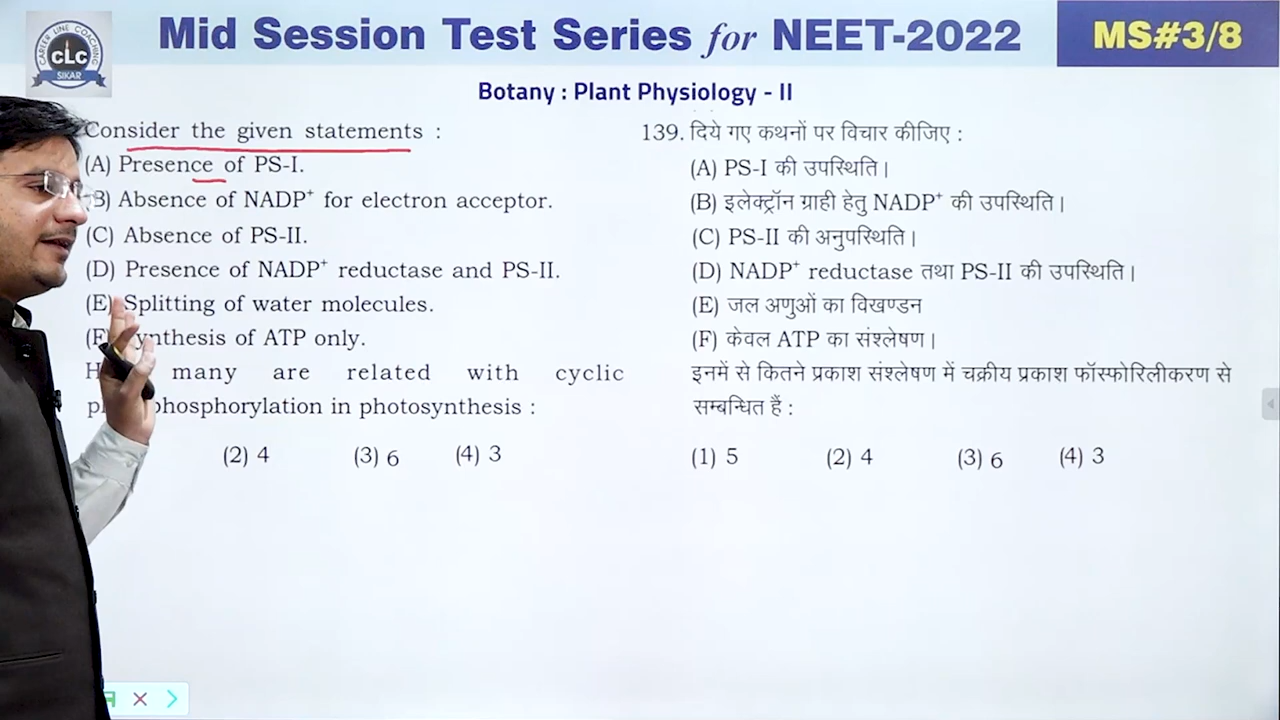 CAREER LINE COACHING
CLC
SIKAR
Mid Session Test Series for NEET-2022
MS#3/8
Botany : Plant Physiology - II
Consider the given statements :
(A) Presence of PS-I.
B) Absence of NADP⁺ for electron acceptor.
(C) Absence of PS-II.
(D) Presence of NADP⁺ reductase and PS-II.
(E) Splitting of water molecules.
(F) ynthesis of ATP only.
H many are related with cyclic
p phosphorylation in photosynthesis :
(2) 4 (3) 6 (4) 3
139. दिये गए कथनों पर विचार कीजिए :
(A) PS-I की उपस्थिति।
(B) इलेक्ट्रॉन ग्राही हेतु NADP⁺ की उपस्थिति।
(C) PS-II की अनुपस्थिति।
(D) NADP⁺ reductase तथा PS-II की उपस्थिति।
(E) जल अणुओं का विखण्डन
(F) केवल ATP का संश्लेषण।
इनमें से कितने प्रकाश संश्लेषण में चक्रीय प्रकाश फॉस्फोरिलीकरण से
सम्बन्धित हैं :
(1) 5 (2) 4 (3) 6 (4) 3